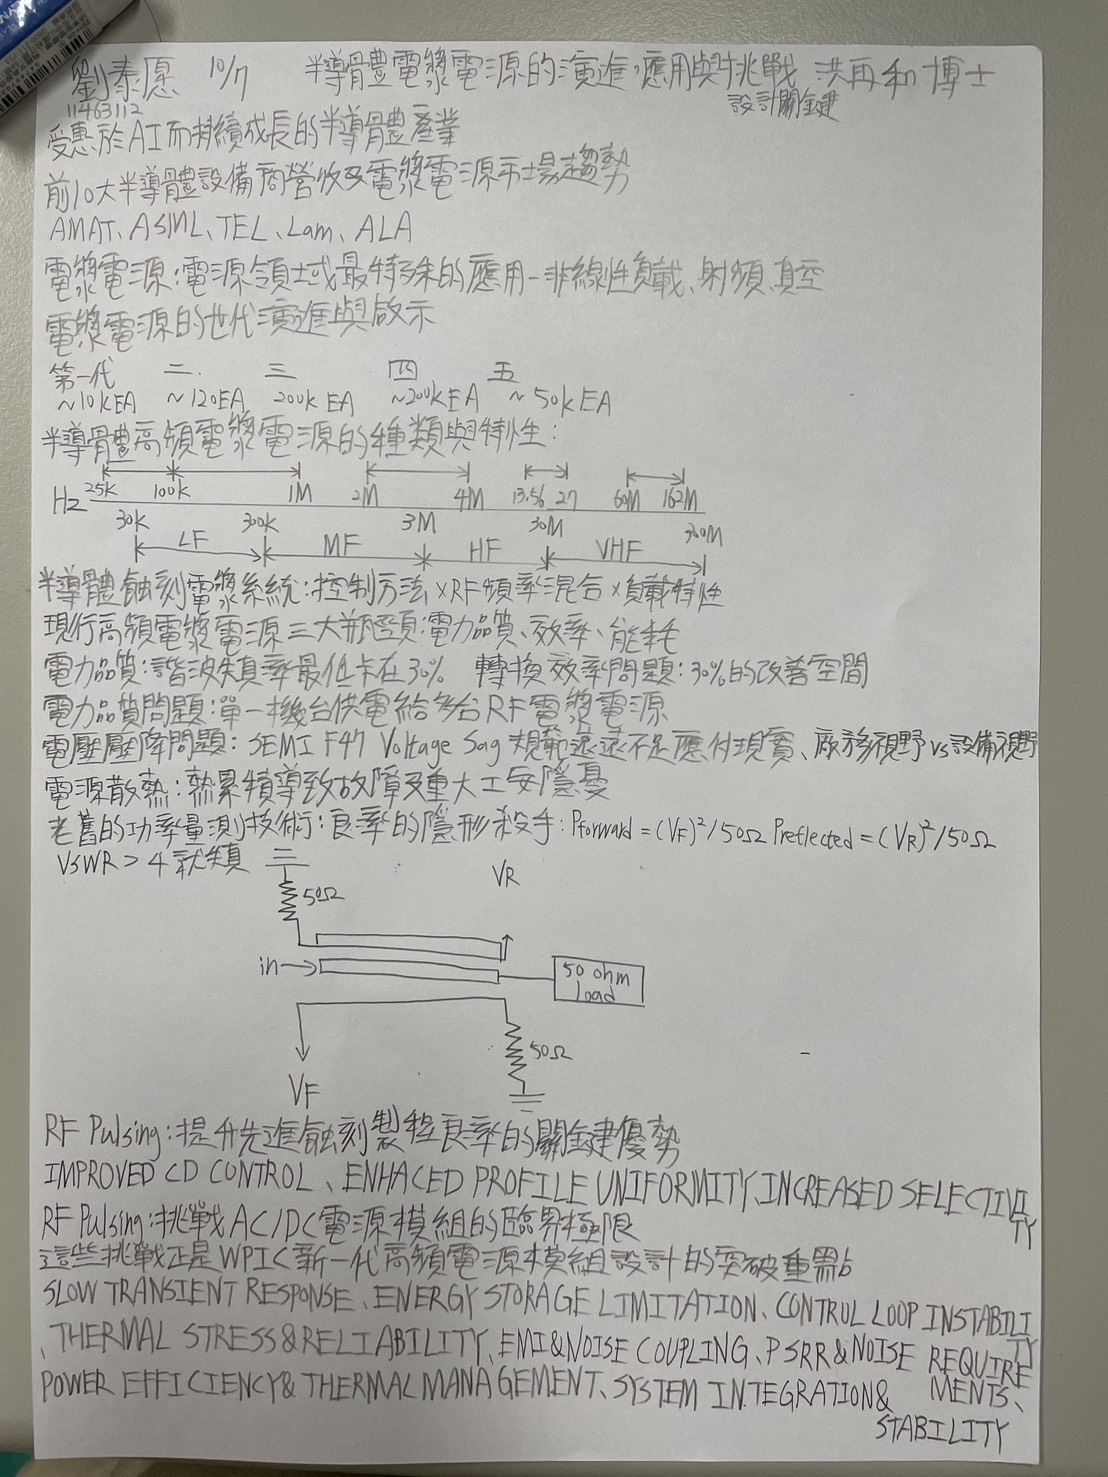 劉泰愿 10/7 半導體電漿電源的演進,應用與挑戰 洪再和博士
11463112 設計關鍵
受惠於AI而持續成長的半導體產業
前10大半導體設備商營收及電漿電源市場趨勢
AMAT、ASML、TEL、Lam、ALA
電漿電源:電源領域最特殊的應用-非線性負載、射頻、真空
電漿電源的世代演進與啟示
第一代 二. 三 四 五
~10kEA ~120EA 200k EA ~200kEA ~50kEA
半導體高頻電漿電源的種類與特性:
Hz 25K 100k 1M 2M 4M 13.56 27 60M 162M
30k 300k 3M 30M 300M
LF MF HF VHF
半導體蝕刻電漿系統:控制方法×RF頻率混合×負載特性
現行高頻電漿電源三大瓶頸:電力品質、效率、能耗
電力品質:諧波失真率最低卡在30% 轉換效率問題:30%的改善空間
電力品質問題:單一機台供電給多台RF電漿電源
電壓壓降問題:SEMI F47 Voltage Sag 規範遠遠不足應付現實、廠務視野vs設備視野
電源散熱:熱累積導致故障及重大工安隱憂
老舊的功率量測技術:良率的隱形殺手:Pforward=(VF)²/50Ω Preflected=(VR)²/50Ω
VSWR>4就失真
VR
50Ω
in
50 ohm
load
50Ω
VF
RF Pulsing:提升先進蝕刻製程良率的關鍵優勢
IMPROVED CD CONTROL、ENHACED PROFILE UNIFORMITY、INCREASED SELECTIVI
TY
RF Pulsing:挑戰AC/DC電源模組的臨界極限
這些挑戰正是WPIC新一代高頻電源模組設計的突破重點
SLOW TRANSIENT RESPONSE、ENERGY STORAGE LIMITATION、CONTROL LOOP INSTABILI
TY
、THERMAL STRESS&RELIABILITY、EMI&NOISE COUPLING、PSRR&NOISE REQUIRE
MENTS、
POWER EFFICIENCY&THERMAL MANAGEMENT、SYSTEM INTEGRATION&
STABILITY